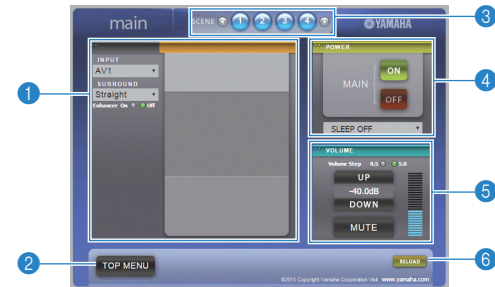 main
SCENE 1 2 3 4
YAMAHA
3
1
INPUT
AV1
SURROUND
Straight
Enhancer On Off
POWER
MAIN
ON
OFF
SLEEP OFF
4
VOLUME
Volume Step 0.5 5.0
UP
-40.0dB
DOWN
MUTE
5
2
TOP MENU
RELOAD
6
©2015 Copyright Yamaha Corporation Visit www.yamaha.com